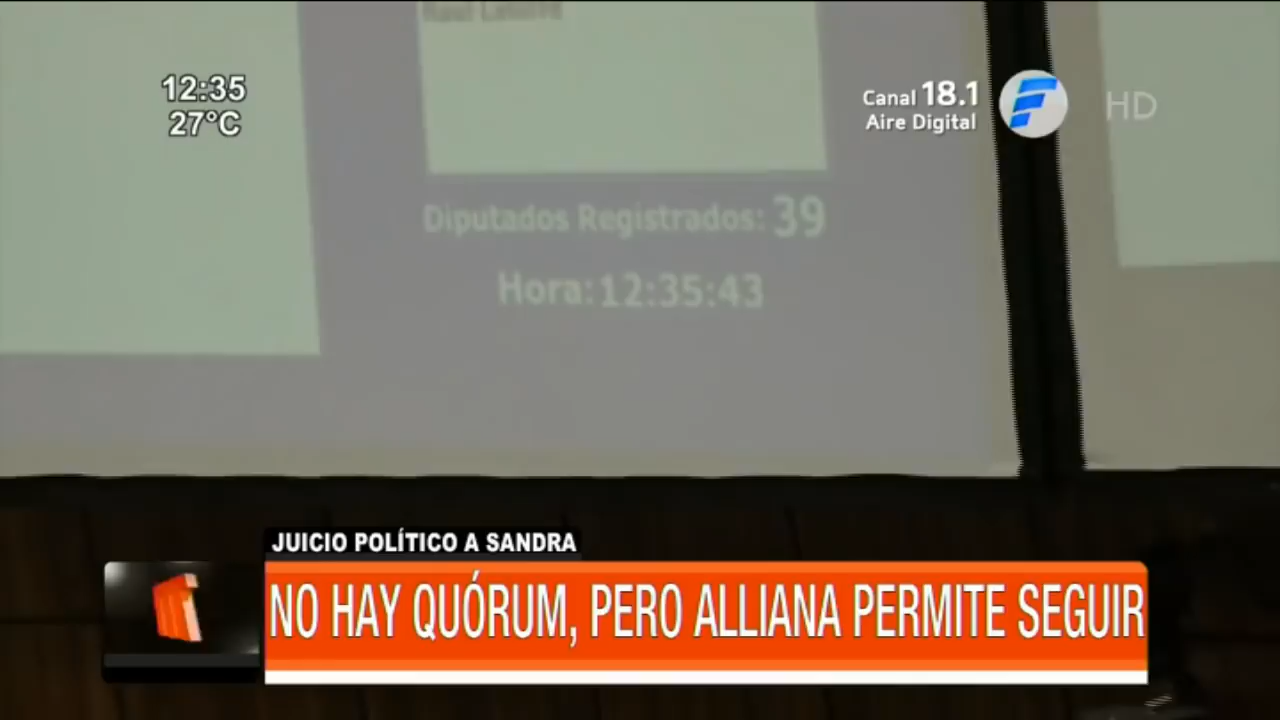 12:35
27°C
Canal 18.1
Aire Digital
HD
Diputados Registrados: 39
Hora:12:35:43
JUICIO POLÍTICO A SANDRA
NO HAY QUÓRUM, PERO ALLIANA PERMITE SEGUIR